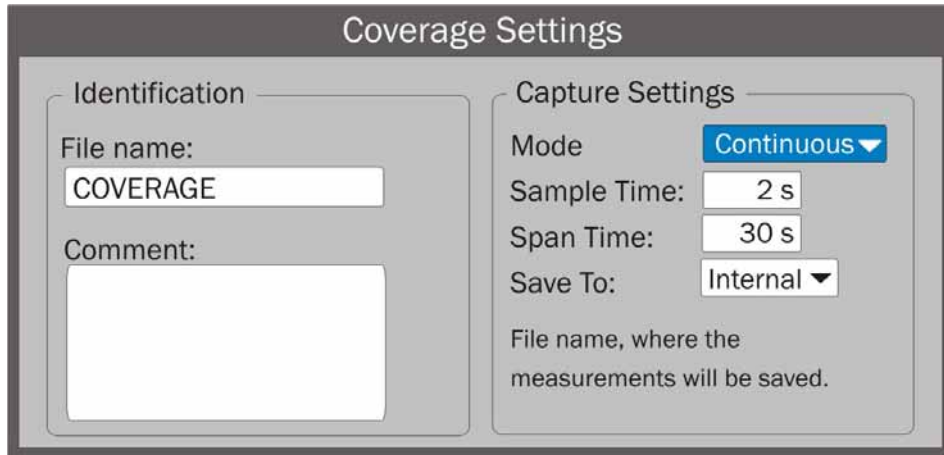 Coverage Settings
Identification
File name:
COVERAGE
Comment:
Capture Settings
Mode
Continuous
Sample Time:
2 s
Span Time:
30 s
Save To:
Internal
File name, where the
measurements will be saved.